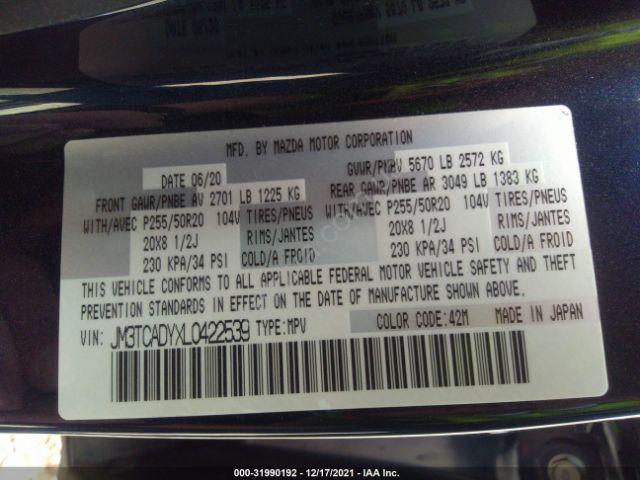 MFD. BY MAZDA MOTOR CORPORATION
DATE 06/20 GVWR/PNBV 5670 LB 2572 KG
FRONT GAWR/PNBE AV 2701 LB 1225 KG REAR GAWR/PNBE AR 3049 LB 1383 KG
WITH/AVEC P255/50R20 104V TIRES/PNEUS WITH/AVEC P255/50R20 104V TIRES/PNEUS
20X8 1/2J RIMS/JANTES 20X8 1/2J RIMS/JANTES
230 KPA/34 PSI COLD/A FROID 230 KPA/34 PSI COLD/A FROID
THIS VEHICLE CONFORMS TO ALL APPLICABLE FEDERAL MOTOR VEHICLE SAFETY AND THEFT
PREVENTION STANDARDS IN EFFECT ON THE DATE OF MANUFACTURE SHOWN ABOVE.
VIN: JM3TCADYXL0422539 TYPE:MPV COLOR CODE:42M MADE IN JAPAN
000-31990192 - 12/17/2021 - IAA Inc.